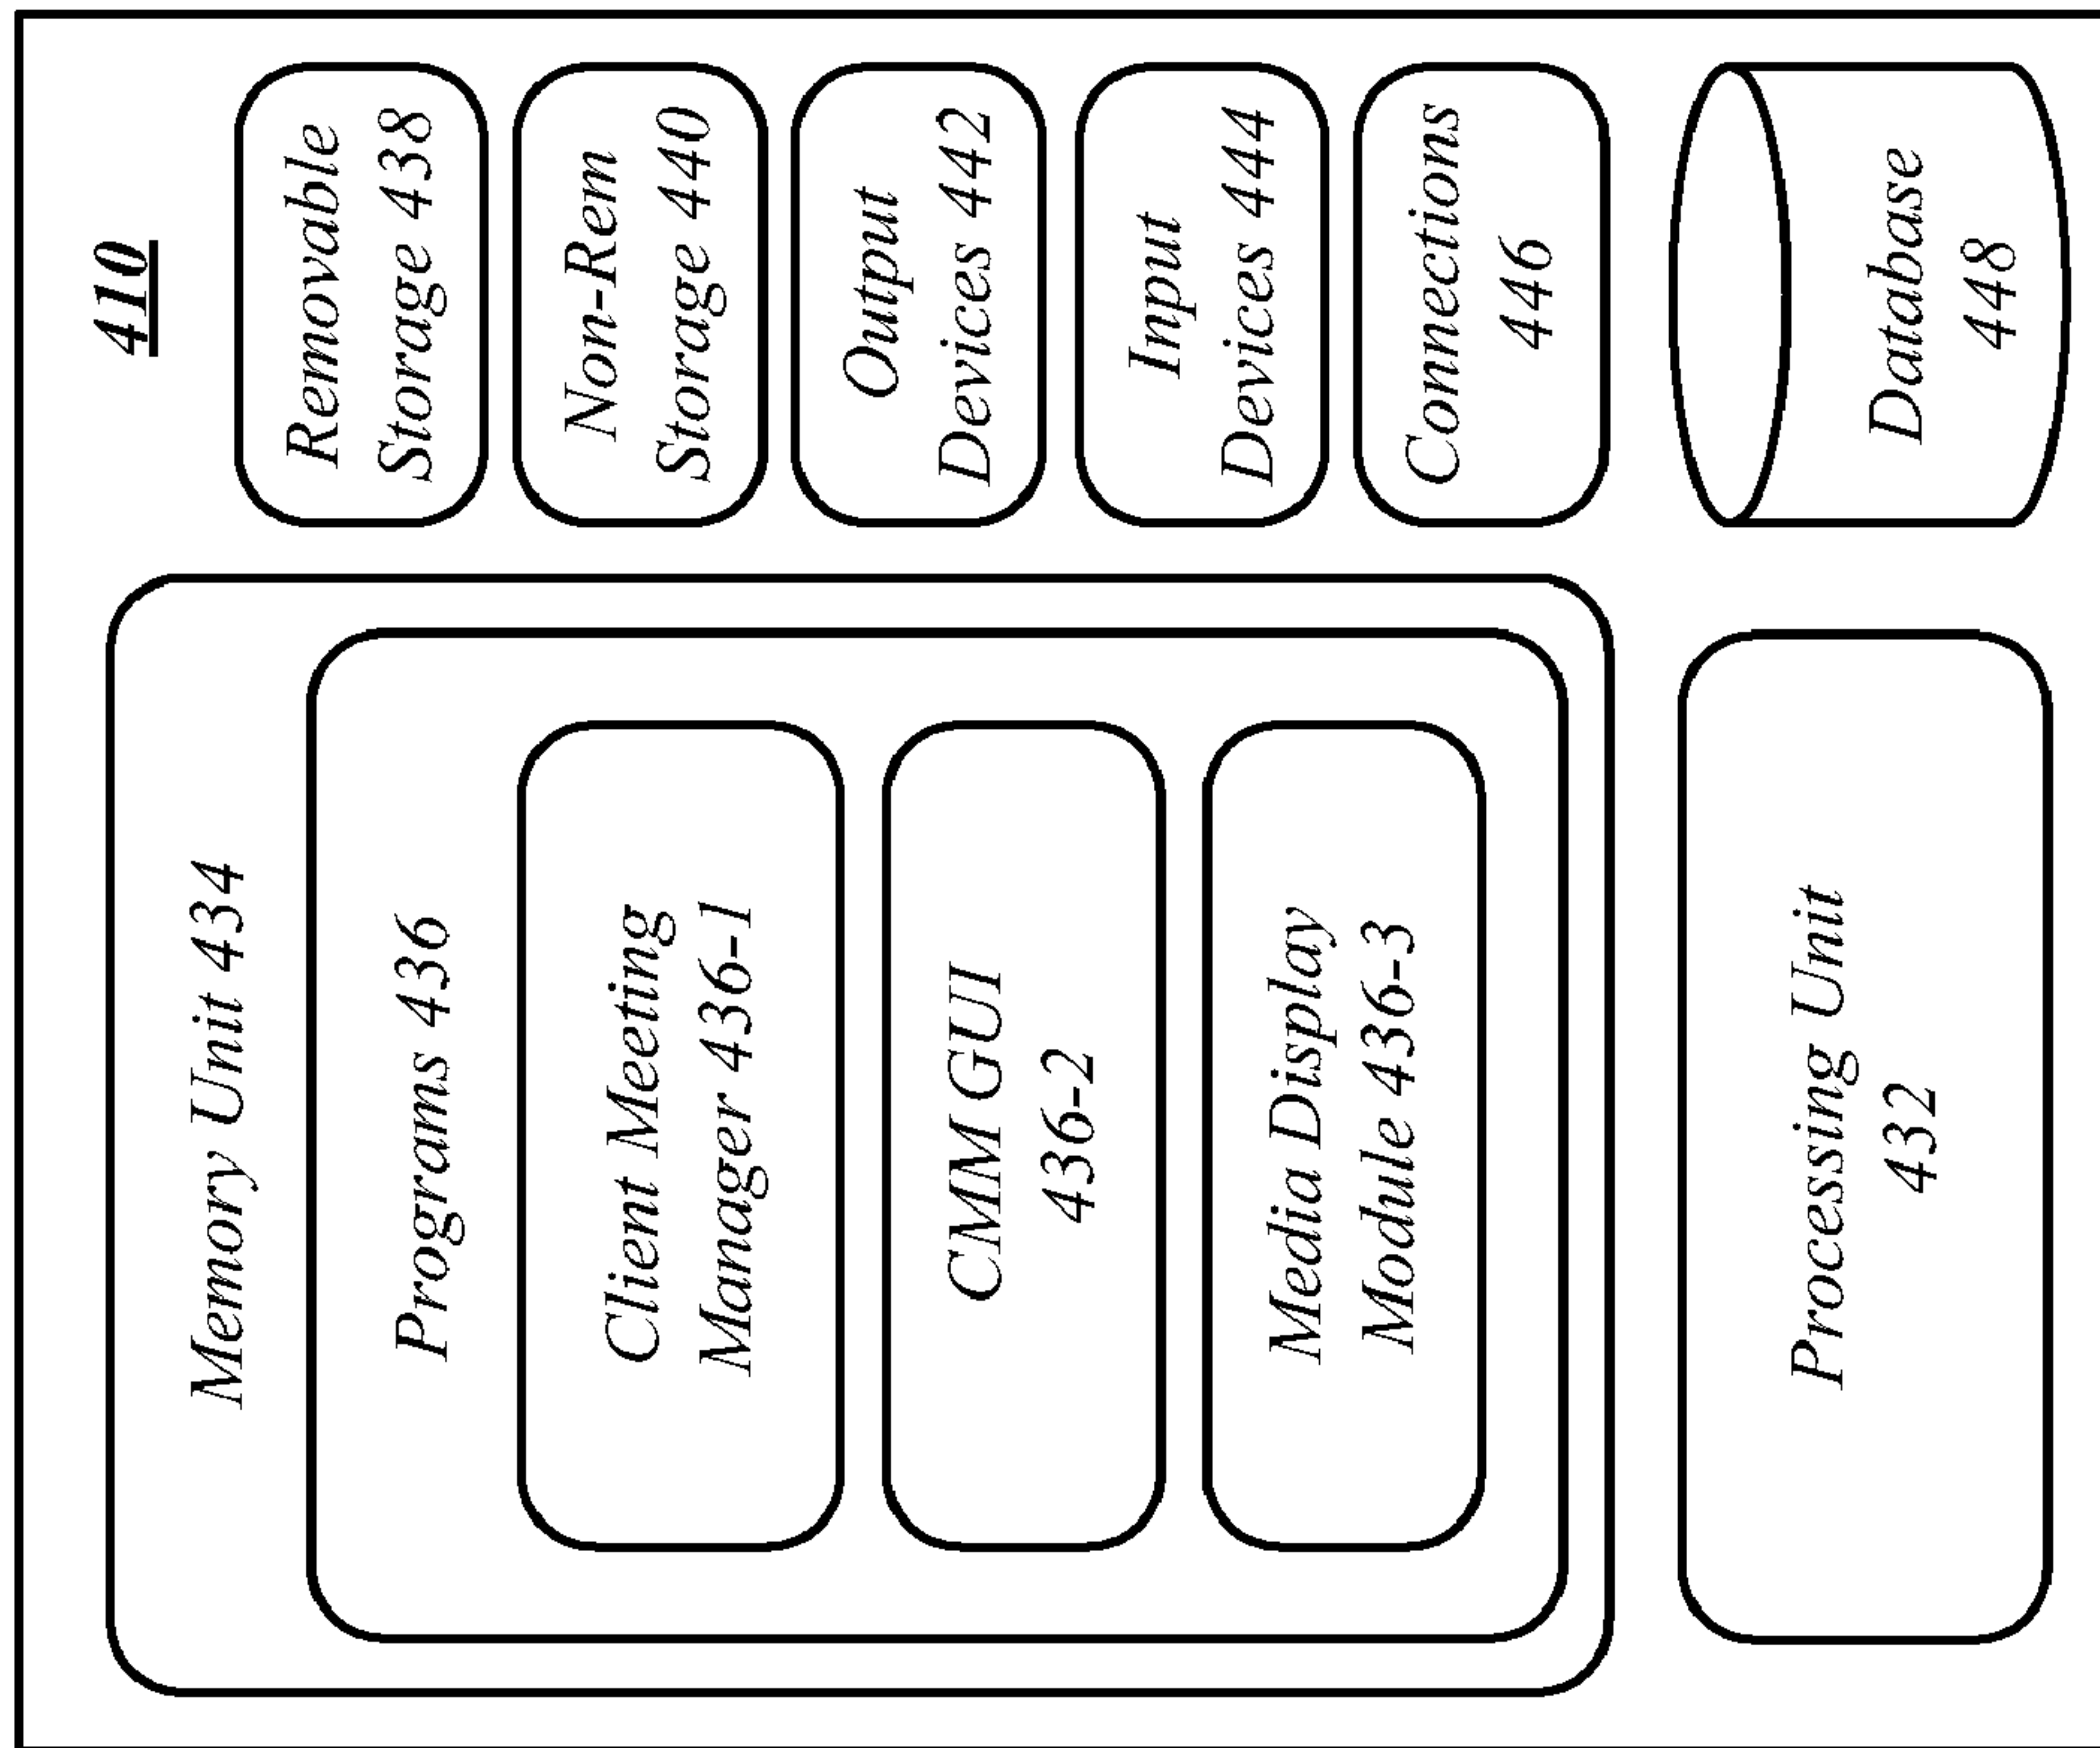 410
Memory Unit 434
Programs 436
Client Meeting
Manager 436-1
CMM GUI
436-2
Media Display
Module 436-3
Processing Unit
432
Removable
Storage 438
Non-Rem
Storage 440
Output
Devices 442
Input
Devices 444
Connections
446
Database
448